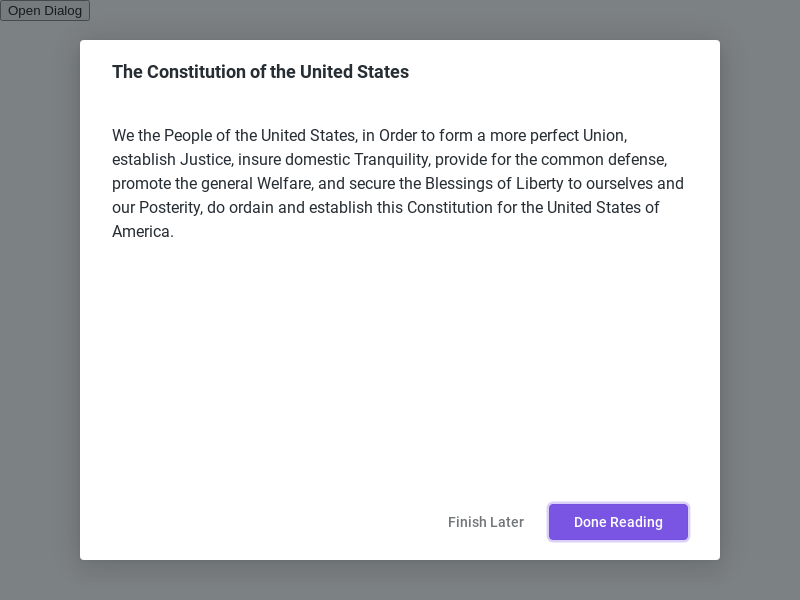 Open Dialog
The Constitution of the United States
We the People of the United States, in Order to form a more perfect Union,
establish Justice, insure domestic Tranquility, provide for the common defense,
promote the general Welfare, and secure the Blessings of Liberty to ourselves and
our Posterity, do ordain and establish this Constitution for the United States of
America.
Finish Later
Done Reading